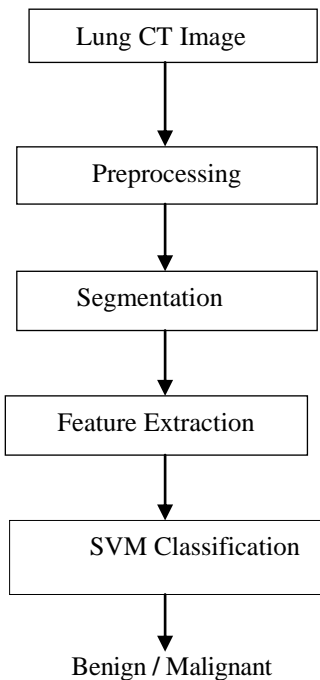 Lung CT Image
Preprocessing
Segmentation
Feature Extraction
SVM Classification
Benign / Malignant